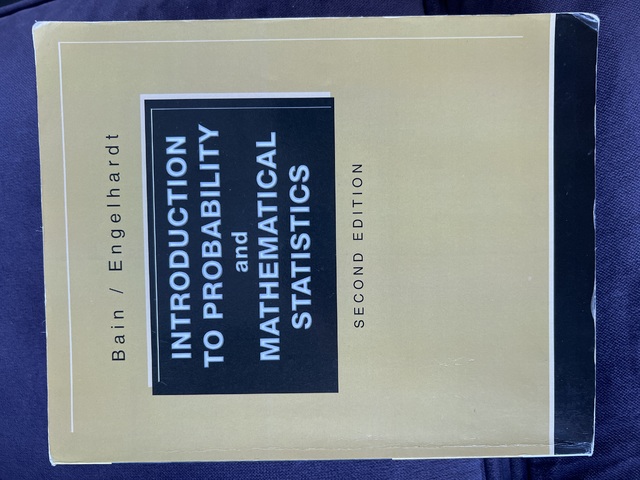 Bain / Engelhardt
INTRODUCTION
TO PROBABILITY
and
MATHEMATICAL
STATISTICS
SECOND EDITION